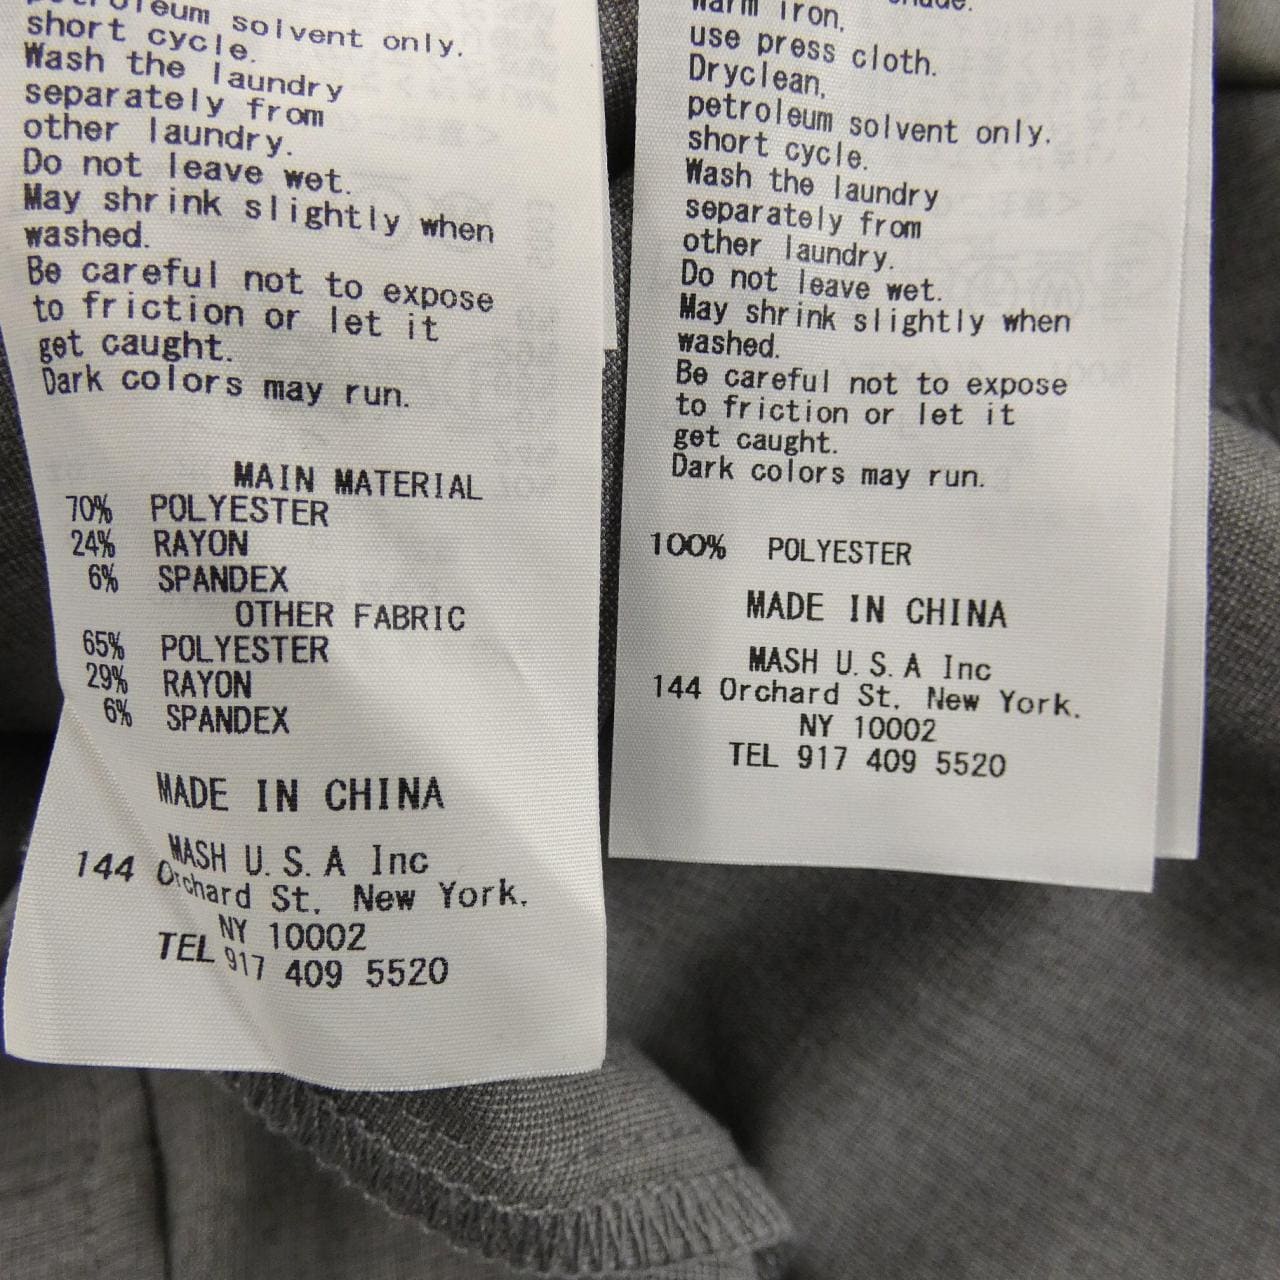 petroleum solvent only.
short cycle.
Wash the laundry
separately from
other laundry.
Do not leave wet.
May shrink slightly when
washed.
Be careful not to expose
to friction or let it
get caught.
Dark colors may run.
MAIN MATERIAL
70% POLYESTER
24% RAYON
6% SPANDEX
OTHER FABRIC
65% POLYESTER
29% RAYON
6% SPANDEX
MADE IN CHINA
MASH U.S.A Inc
144 Orchard St. New York.
NY 10002
TEL 917 409 5520
shade.
Warm iron,
use press cloth.
Dryclean,
petroleum solvent only.
short cycle.
Wash the laundry
separately from
other laundry.
Do not leave wet.
May shrink slightly when
washed.
Be careful not to expose
to friction or let it
get caught.
Dark colors may run.
100% POLYESTER
MADE IN CHINA
MASH U.S.A Inc
144 Orchard St. New York.
NY 10002
TEL 917 409 5520